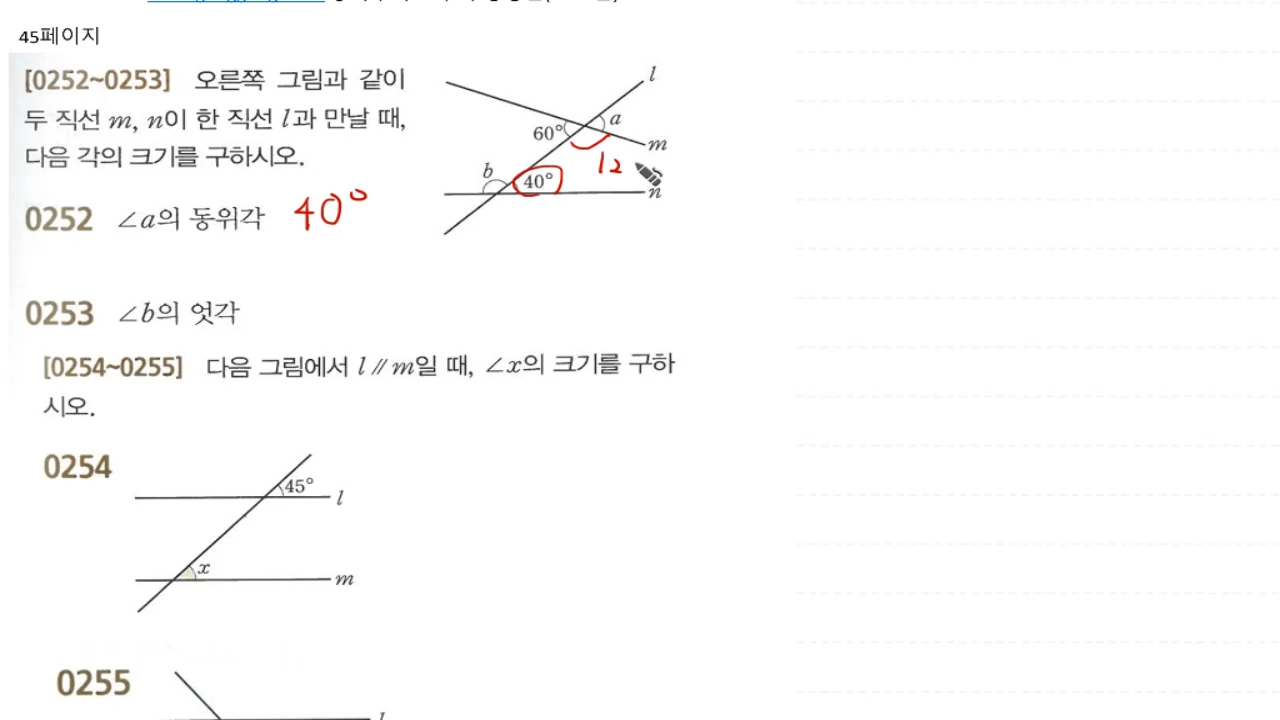 45페이지
[0252~0253] 오른쪽 그림과 같이
두 직선 m, n이 한 직선 l과 만날 때,
다음 각의 크기를 구하시오.
l
a
60°
m
12
b
40°
n
0252 ∠a의 동위각 40°
0253 ∠b의 엇각
[0254~0255] 다음 그림에서 l∥m일 때, ∠x의 크기를 구하
시오.
0254
45°
l
x
m
0255